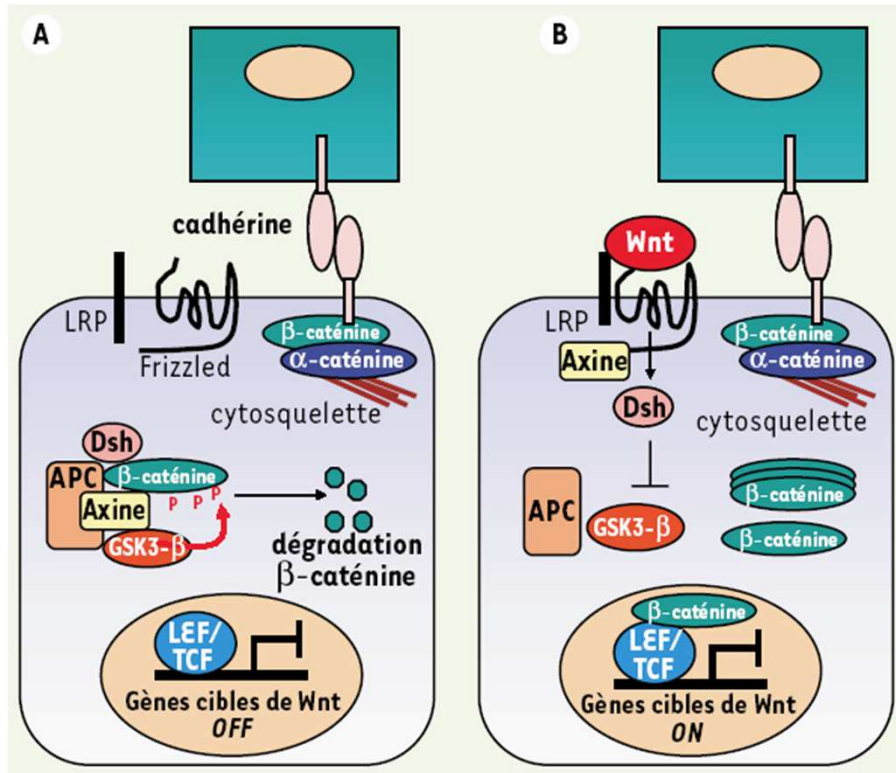 A
cadhérine
LRP
Frizzled
β-caténine
α-caténine
cytosquelette
Dsh
APC
β-caténine
P P P
Axine
GSK3-β
dégradation
β-caténine
LEF/
TCF
Gènes cibles de Wnt
OFF
B
Wnt
LRP
Axine
β-caténine
α-caténine
cytosquelette
Dsh
APC
GSK3-β
β-caténine
β-caténine
β-caténine
LEF/
TCF
Gènes cibles de Wnt
ON